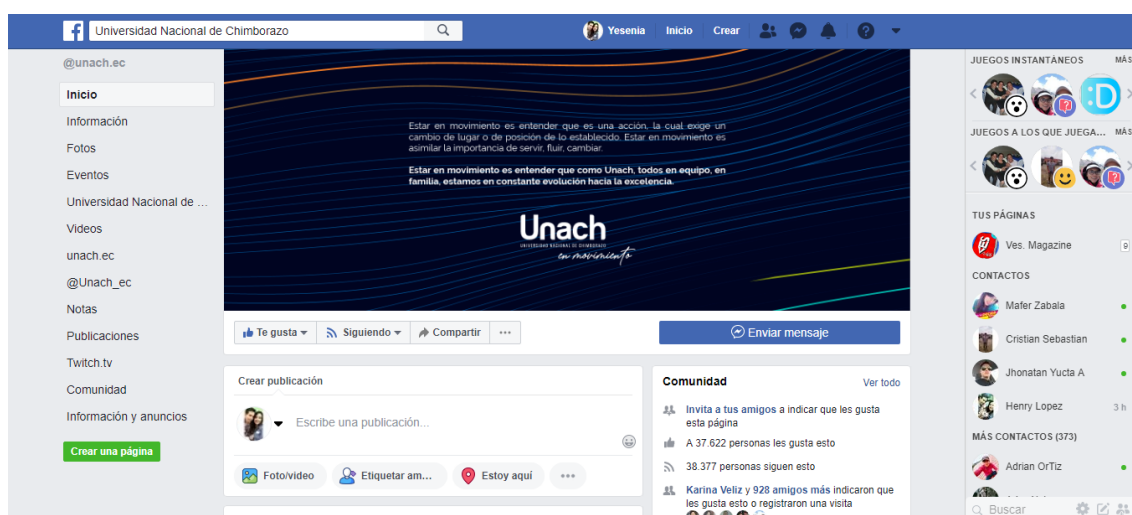 Universidad Nacional de Chimborazo
Yesenia
Inicio
Crear
@unach.ec
Inicio
Información
Fotos
Eventos
Universidad Nacional de ...
Videos
unach.ec
@Unach_ec
Notas
Publicaciones
Twitch.tv
Comunidad
Información y anuncios
Crear una página
Estar en movimiento es entender que es una acción, la cual exige un
cambio de lugar o de posición de lo establecido. Estar en movimiento es
asimilar la importancia de servir, fluir, cambiar.
Estar en movimiento es entender que como Unach, todos en equipo, en
familia, estamos en constante evolución hacia la excelencia.
Unach
UNIVERSIDAD NACIONAL DE CHIMBORAZO
en movimiento
Te gusta
Siguiendo
Compartir
Enviar mensaje
Crear publicación
Escribe una publicación...
Foto/video
Etiquetar am...
Estoy aquí
Comunidad
Ver todo
Invita a tus amigos a indicar que les gusta
esta página
A 37.622 personas les gusta esto
38.377 personas siguen esto
Karina Veliz y 928 amigos más indicaron que
les gusta esto o registraron una visita
JUEGOS INSTANTÁNEOS
MÁS
JUEGOS A LOS QUE JUEGA...
MÁS
TUS PÁGINAS
Ves. Magazine
9
CONTACTOS
Mafer Zabala
Cristian Sebastian
Jhonatan Yucta A
Henry Lopez
3 h
MÁS CONTACTOS (373)
Adrian OrTiz
Buscar